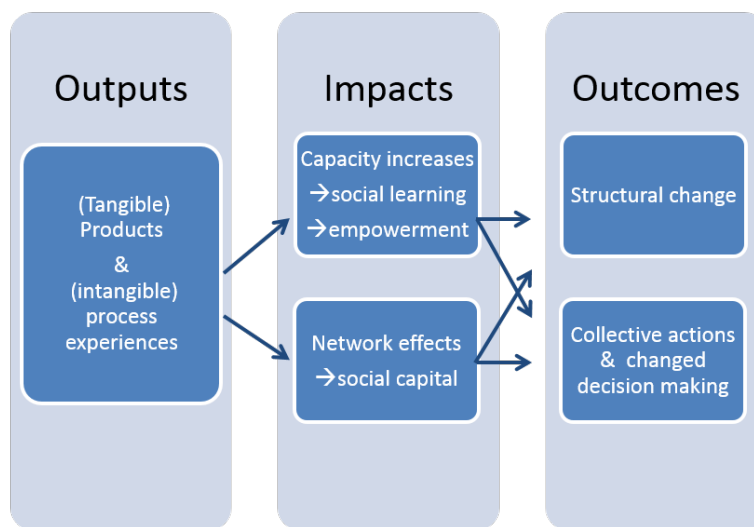 Outputs
(Tangible)
Products
&
(intangible)
process
experiences
Impacts
Capacity increases
→social learning
→empowerment
Network effects
→social capital
Outcomes
Structural change
Collective actions
& changed
decision making